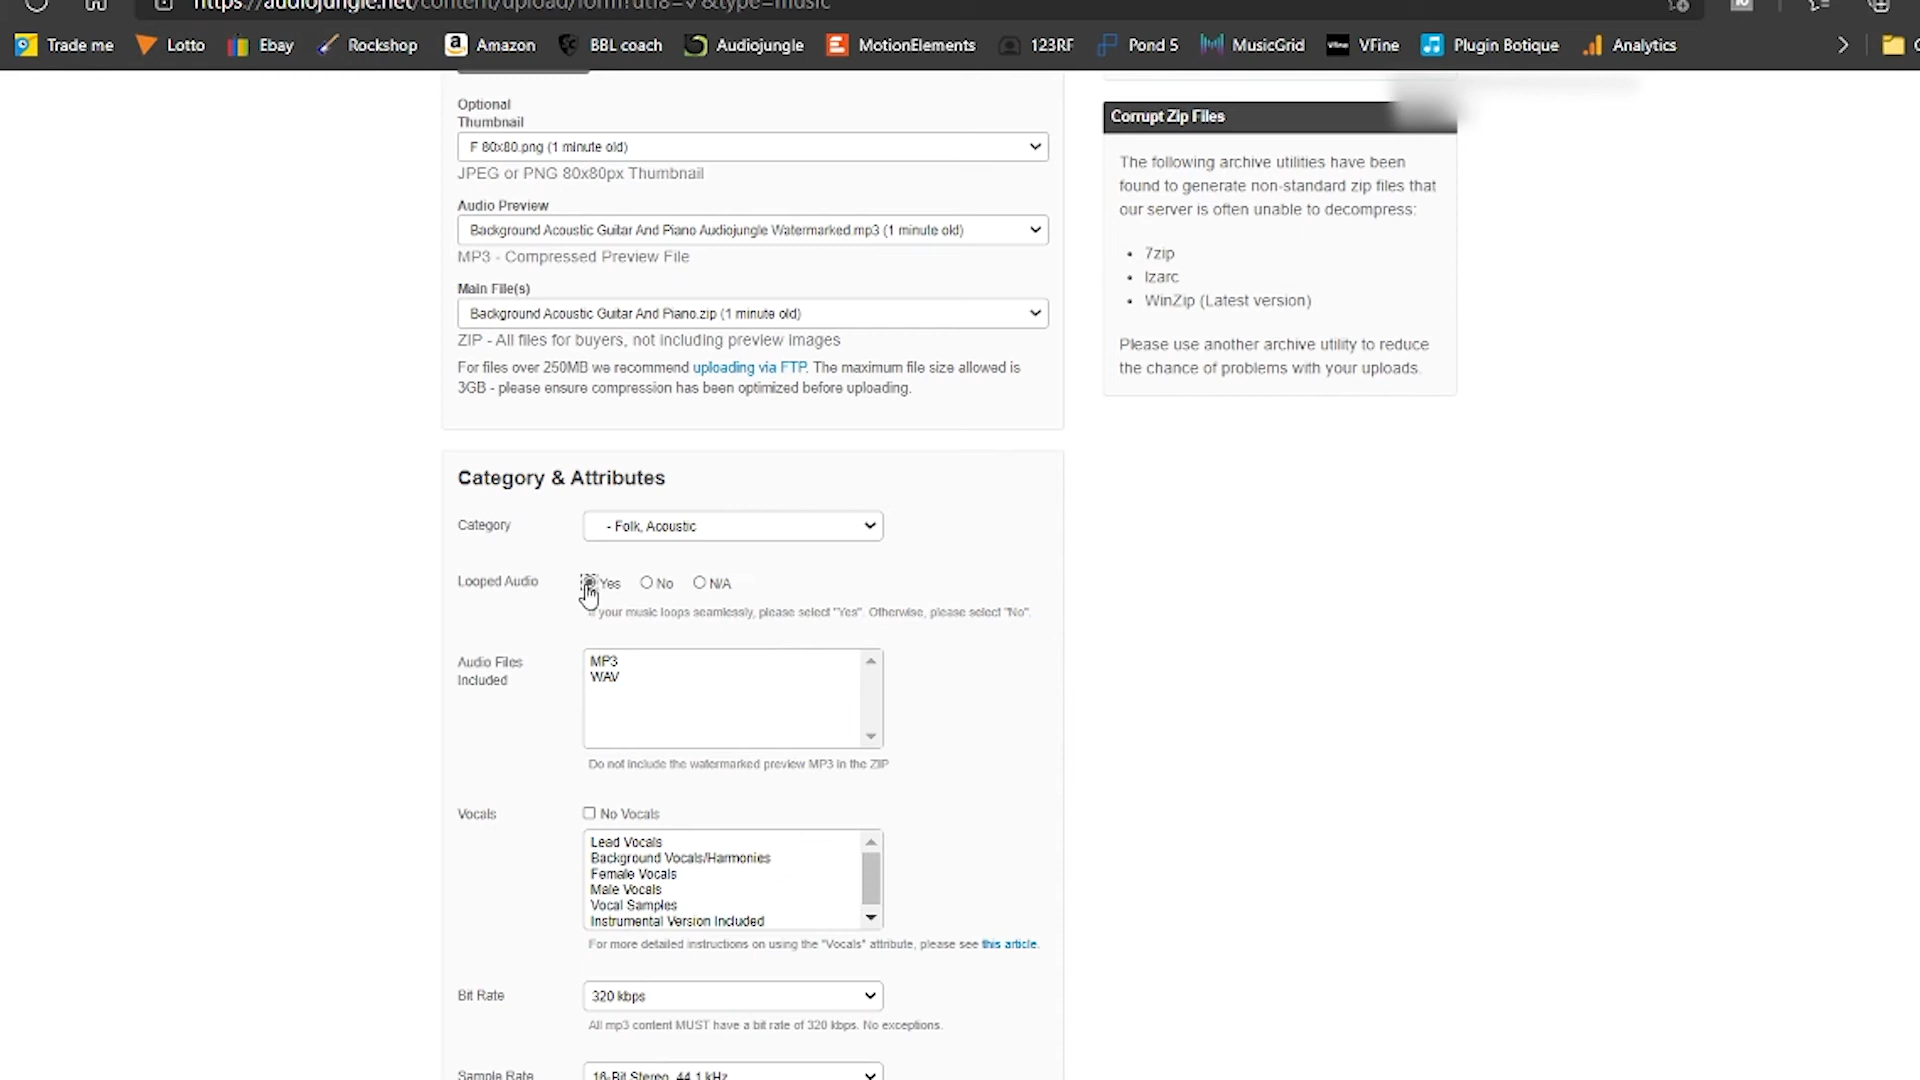 https://audiojungle.net/content/upload/form?utf8=✓&type=music
Trade me Lotto Ebay Rockshop Amazon BBL coach Audiojungle MotionElements 123RF Pond 5 MusicGrid VFine Plugin Botique Analytics
Optional
Thumbnail
F 80x80.png (1 minute old)
JPEG or PNG 80x80px Thumbnail
Audio Preview
Background Acoustic Guitar And Piano Audiojungle Watermarked.mp3 (1 minute old)
MP3 - Compressed Preview File
Main File(s)
Background Acoustic Guitar And Piano.zip (1 minute old)
ZIP - All files for buyers, not including preview images
For files over 250MB we recommend uploading via FTP. The maximum file size allowed is
3GB - please ensure compression has been optimized before uploading.
Corrupt Zip Files
The following archive utilities have been
found to generate non-standard zip files that
our server is often unable to decompress:
• 7zip
• Izarc
• WinZip (Latest version)
Please use another archive utility to reduce
the chance of problems with your uploads.
Category & Attributes
Category - Folk, Acoustic
Looped Audio Yes No N/A
If your music loops seamlessly, please select "Yes". Otherwise, please select "No".
Audio Files
Included
MP3
WAV
Do not include the watermarked preview MP3 in the ZIP
Vocals No Vocals
Lead Vocals
Background Vocals/Harmonies
Female Vocals
Male Vocals
Vocal Samples
Instrumental Version Included
For more detailed instructions on using the "Vocals" attribute, please see this article.
Bit Rate 320 kbps
All mp3 content MUST have a bit rate of 320 kbps. No exceptions.
Sample Rate 16-Bit Stereo, 44.1 kHz